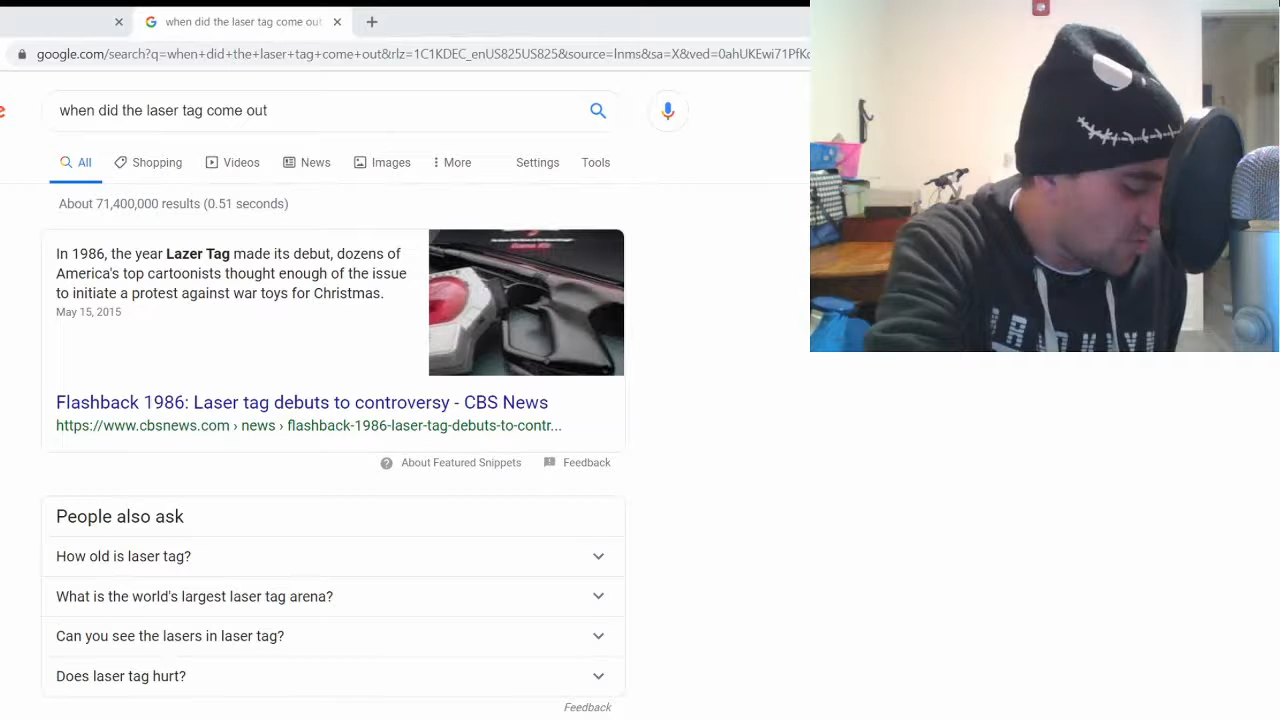 when did the laser tag come out
google.com/search?q=when+did+the+laser+tag+come+out&rlz=1C1KDEC_enUS825US825&source=lnms&sa=X&ved=0ahUKEwi71PfKc
e
when did the laser tag come out
All Shopping Videos News Images More Settings Tools
About 71,400,000 results (0.51 seconds)
In 1986, the year Lazer Tag made its debut, dozens of
America's top cartoonists thought enough of the issue
to initiate a protest against war toys for Christmas.
May 15, 2015
Flashback 1986: Laser tag debuts to controversy - CBS News
https://www.cbsnews.com › news › flashback-1986-laser-tag-debuts-to-contr...
About Featured Snippets Feedback
People also ask
How old is laser tag?
What is the world's largest laser tag arena?
Can you see the lasers in laser tag?
Does laser tag hurt?
Feedback